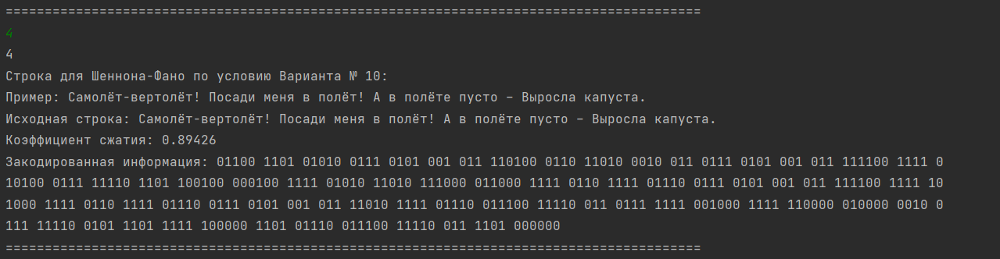 =========================================================================================
4
4
Строка для Шеннона-Фано по условию Варианта № 10:
Пример: Самолёт-вертолёт! Посади меня в полёт! А в полёте пусто – Выросла капуста.
Исходная строка: Самолёт-вертолёт! Посади меня в полёт! А в полёте пусто – Выросла капуста.
Коэффициент сжатия: 0.89426
Закодированная информация: 01100 1101 01010 0111 0101 001 011 110100 0110 11010 0010 011 0111 0101 001 011 111100 1111 0
10100 0111 11110 1101 100100 000100 1111 01010 11010 111000 011000 1111 0110 1111 01110 0111 0101 001 011 111100 1111 10
1000 1111 0110 1111 01110 0111 0101 001 011 11010 1111 01110 011100 11110 011 0111 1111 001000 1111 110000 010000 0010 0
111 11110 0101 1101 1111 100000 1101 01110 011100 11110 011 1101 000000
=========================================================================================